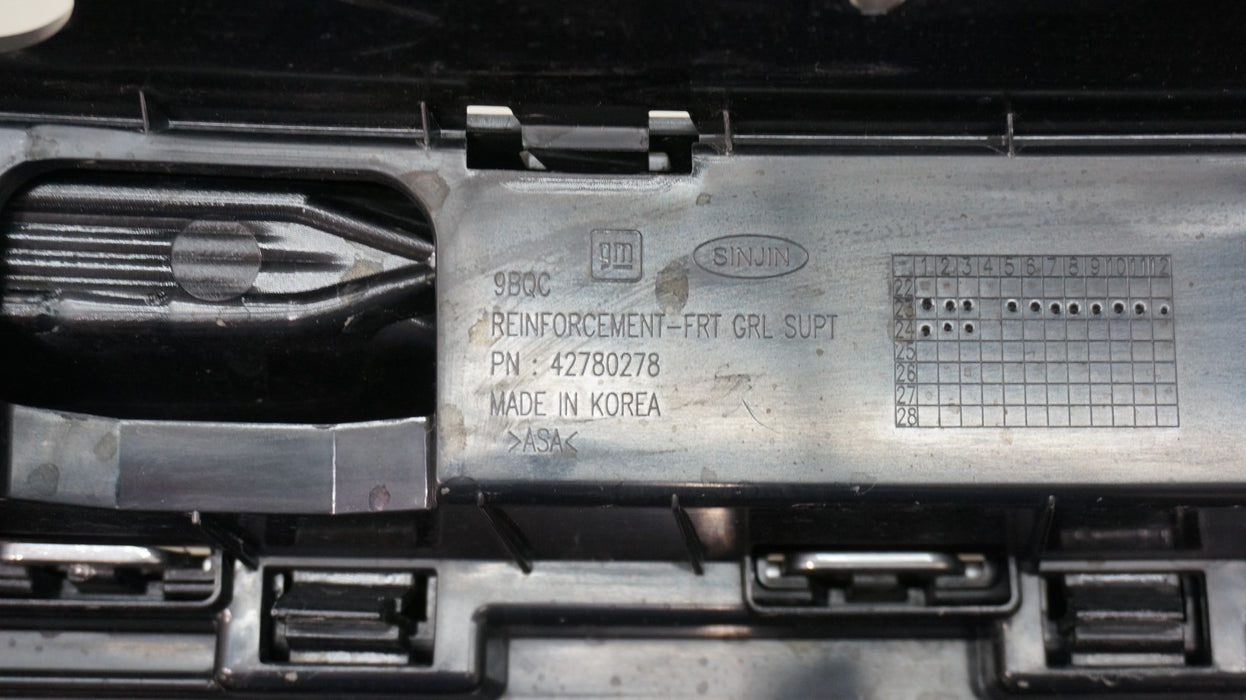 gm SINJIN
9BQC
REINFORCEMENT-FRT GRL SUPT
PN : 42780278
MADE IN KOREA
>ASA<
1 2 3 4 5 6 7 8 9 10 11 12
22
23
24
25
26
27
28